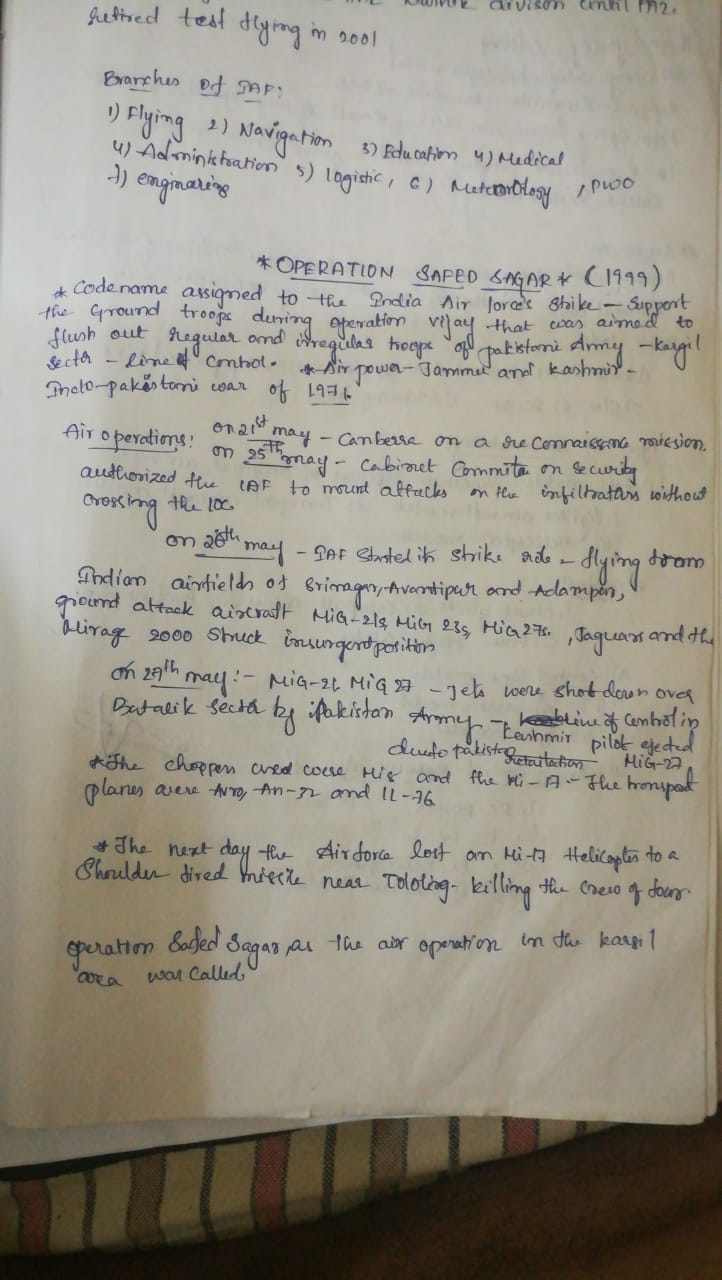 divison until PA2.
retired test flying in 2001
Branches of IAF:
1) Flying 2) Navigation 3) Education 4) Medical
4) Administration 5) logistic, 6) Meteorology , PWO
7) enginaring
* OPERATION SAFED SAGAR * (1999)
* Codename assigned to the India Air force's strike - Support
the Ground troops during operation vijay that was aimed to
flush out regular and irregular troops of pakistani Army - kargil
sector - line of Control. * Air power - Jammu and Kashmir -
Indo-pakistani war of 1971.
Air operations: on 21st may - Canberra on a reconnaissance mission.
on 25th may - Cabinet Committe on Security
authorized the IAF to mount attacks on the infiltrators without
Crossing the LOC
on 26th may - IAF Started its strike role - flying from
Indian airfields of Srinagar, Avantipur and Adampur,
ground attack aircraft MiG-21s, MiG 23s, MiG 27s. , Jaguars and the
Mirage 2000 Struck insurgent position
on 27th may :- MiG-21, MiG 27 - Jets were shot down over
Batalik Sector by Pakistan Army - line of Control in
Kashmir pilot ejected
due to pakistan retaliation MiG-27
* The choppers used were Mi8 and the Mi-17 - The transport
planes were Avro, An-32 and IL-76
* The next day the Airforce lost an Mi-17 Helicopter to a
Shoulder fired missile near Tololing - killing the Crew of four.
operation Safed Sagar, as the air operation in the kargil
area was called